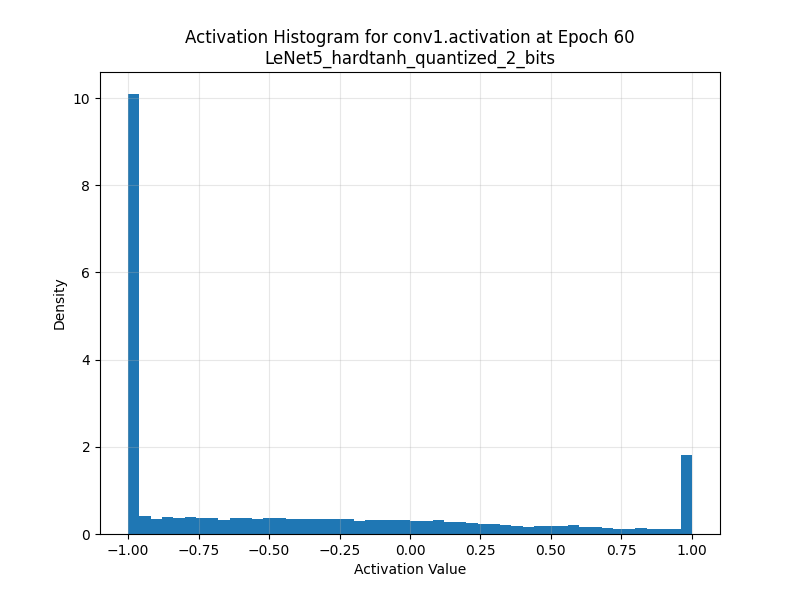 Activation Histogram for conv1.activation at Epoch 60
LeNet5_hardtanh_quantized_2_bits
10
8
6
4
2
0
Density
−1.00 −0.75 −0.50 −0.25 0.00 0.25 0.50 0.75 1.00
Activation Value